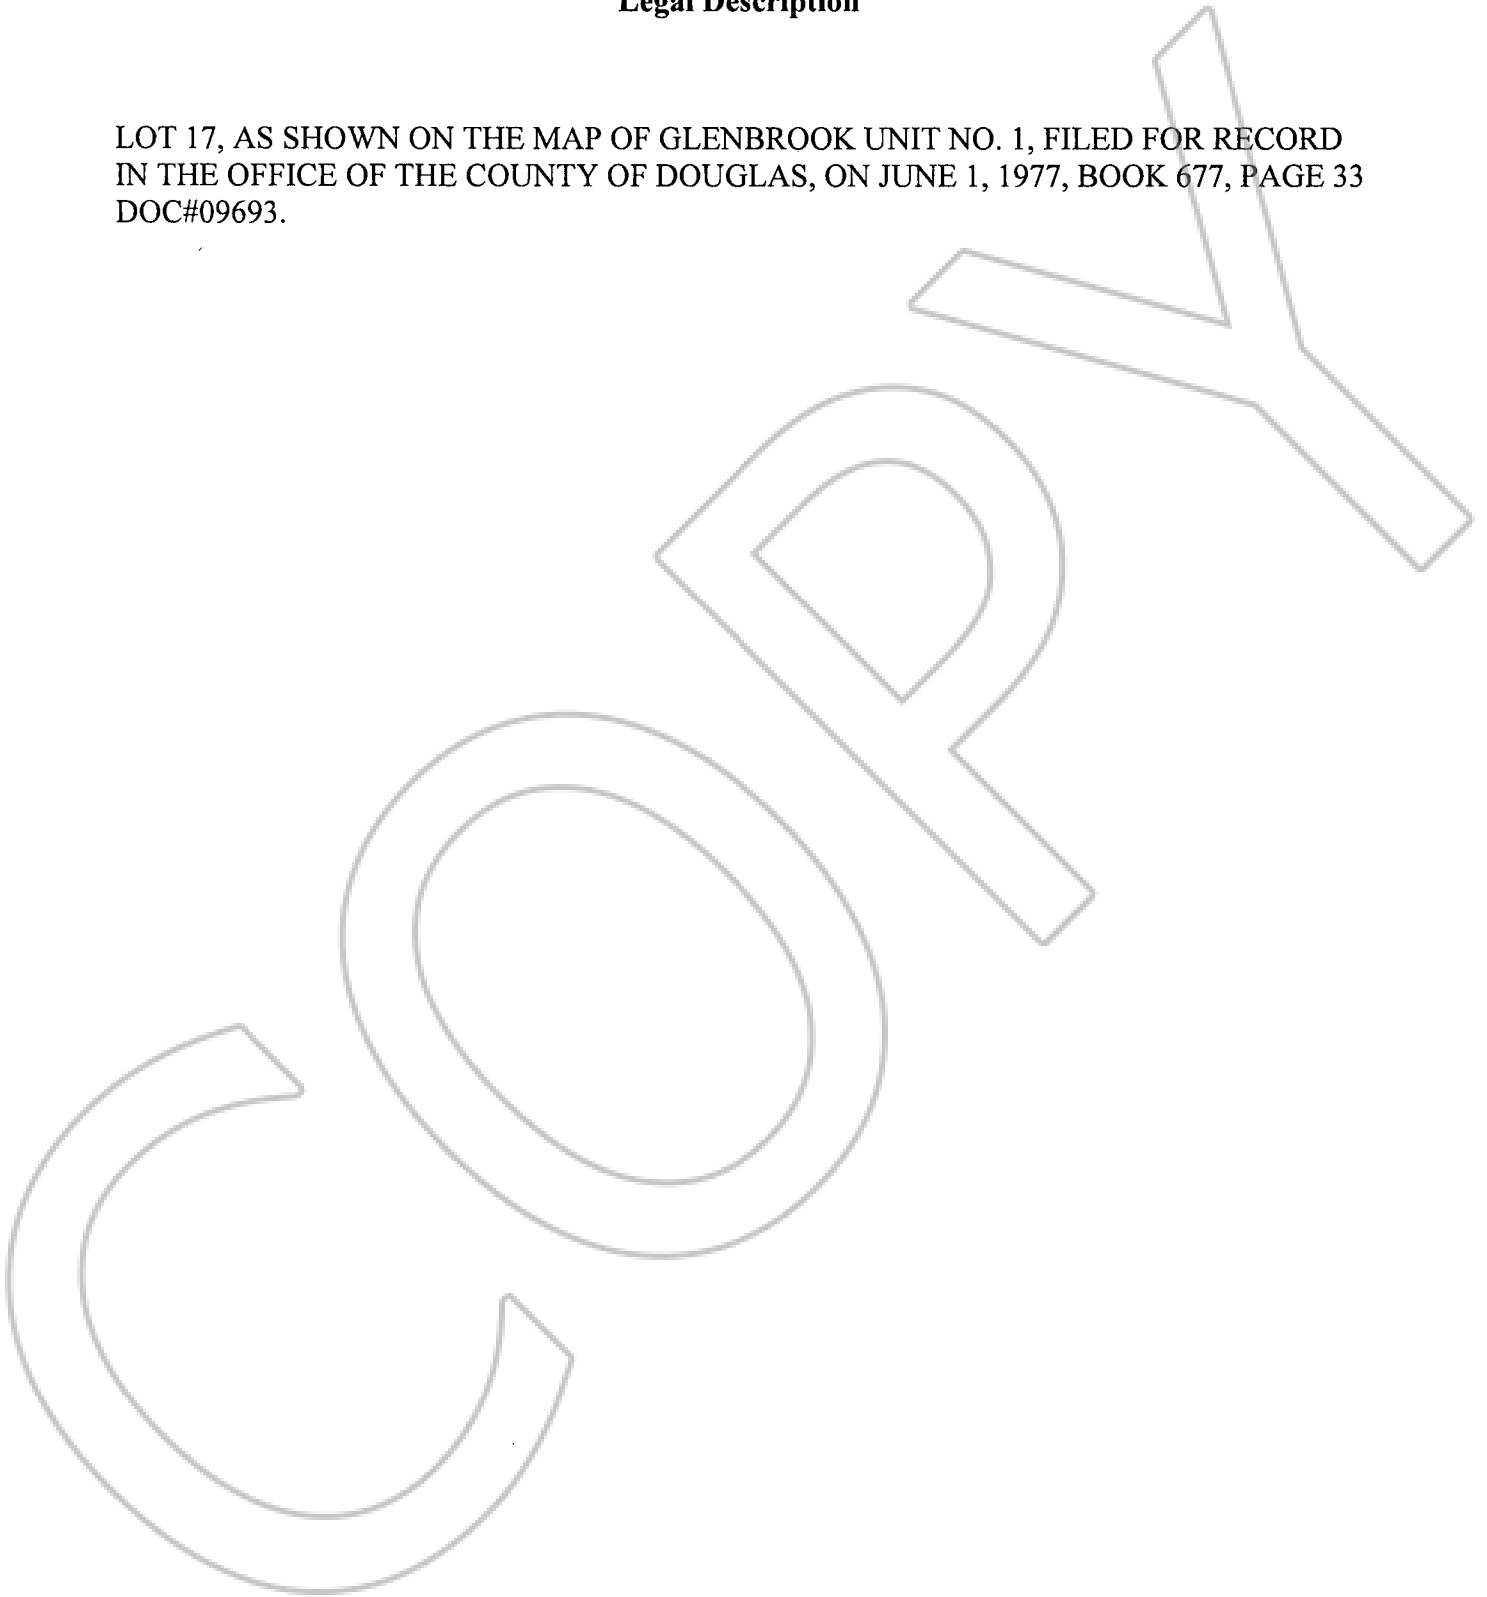 Legal Description
LOT 17, AS SHOWN ON THE MAP OF GLENBROOK UNIT NO. 1, FILED FOR RECORD
IN THE OFFICE OF THE COUNTY OF DOUGLAS, ON JUNE 1, 1977, BOOK 677, PAGE 33
DOC#09693.
COPY